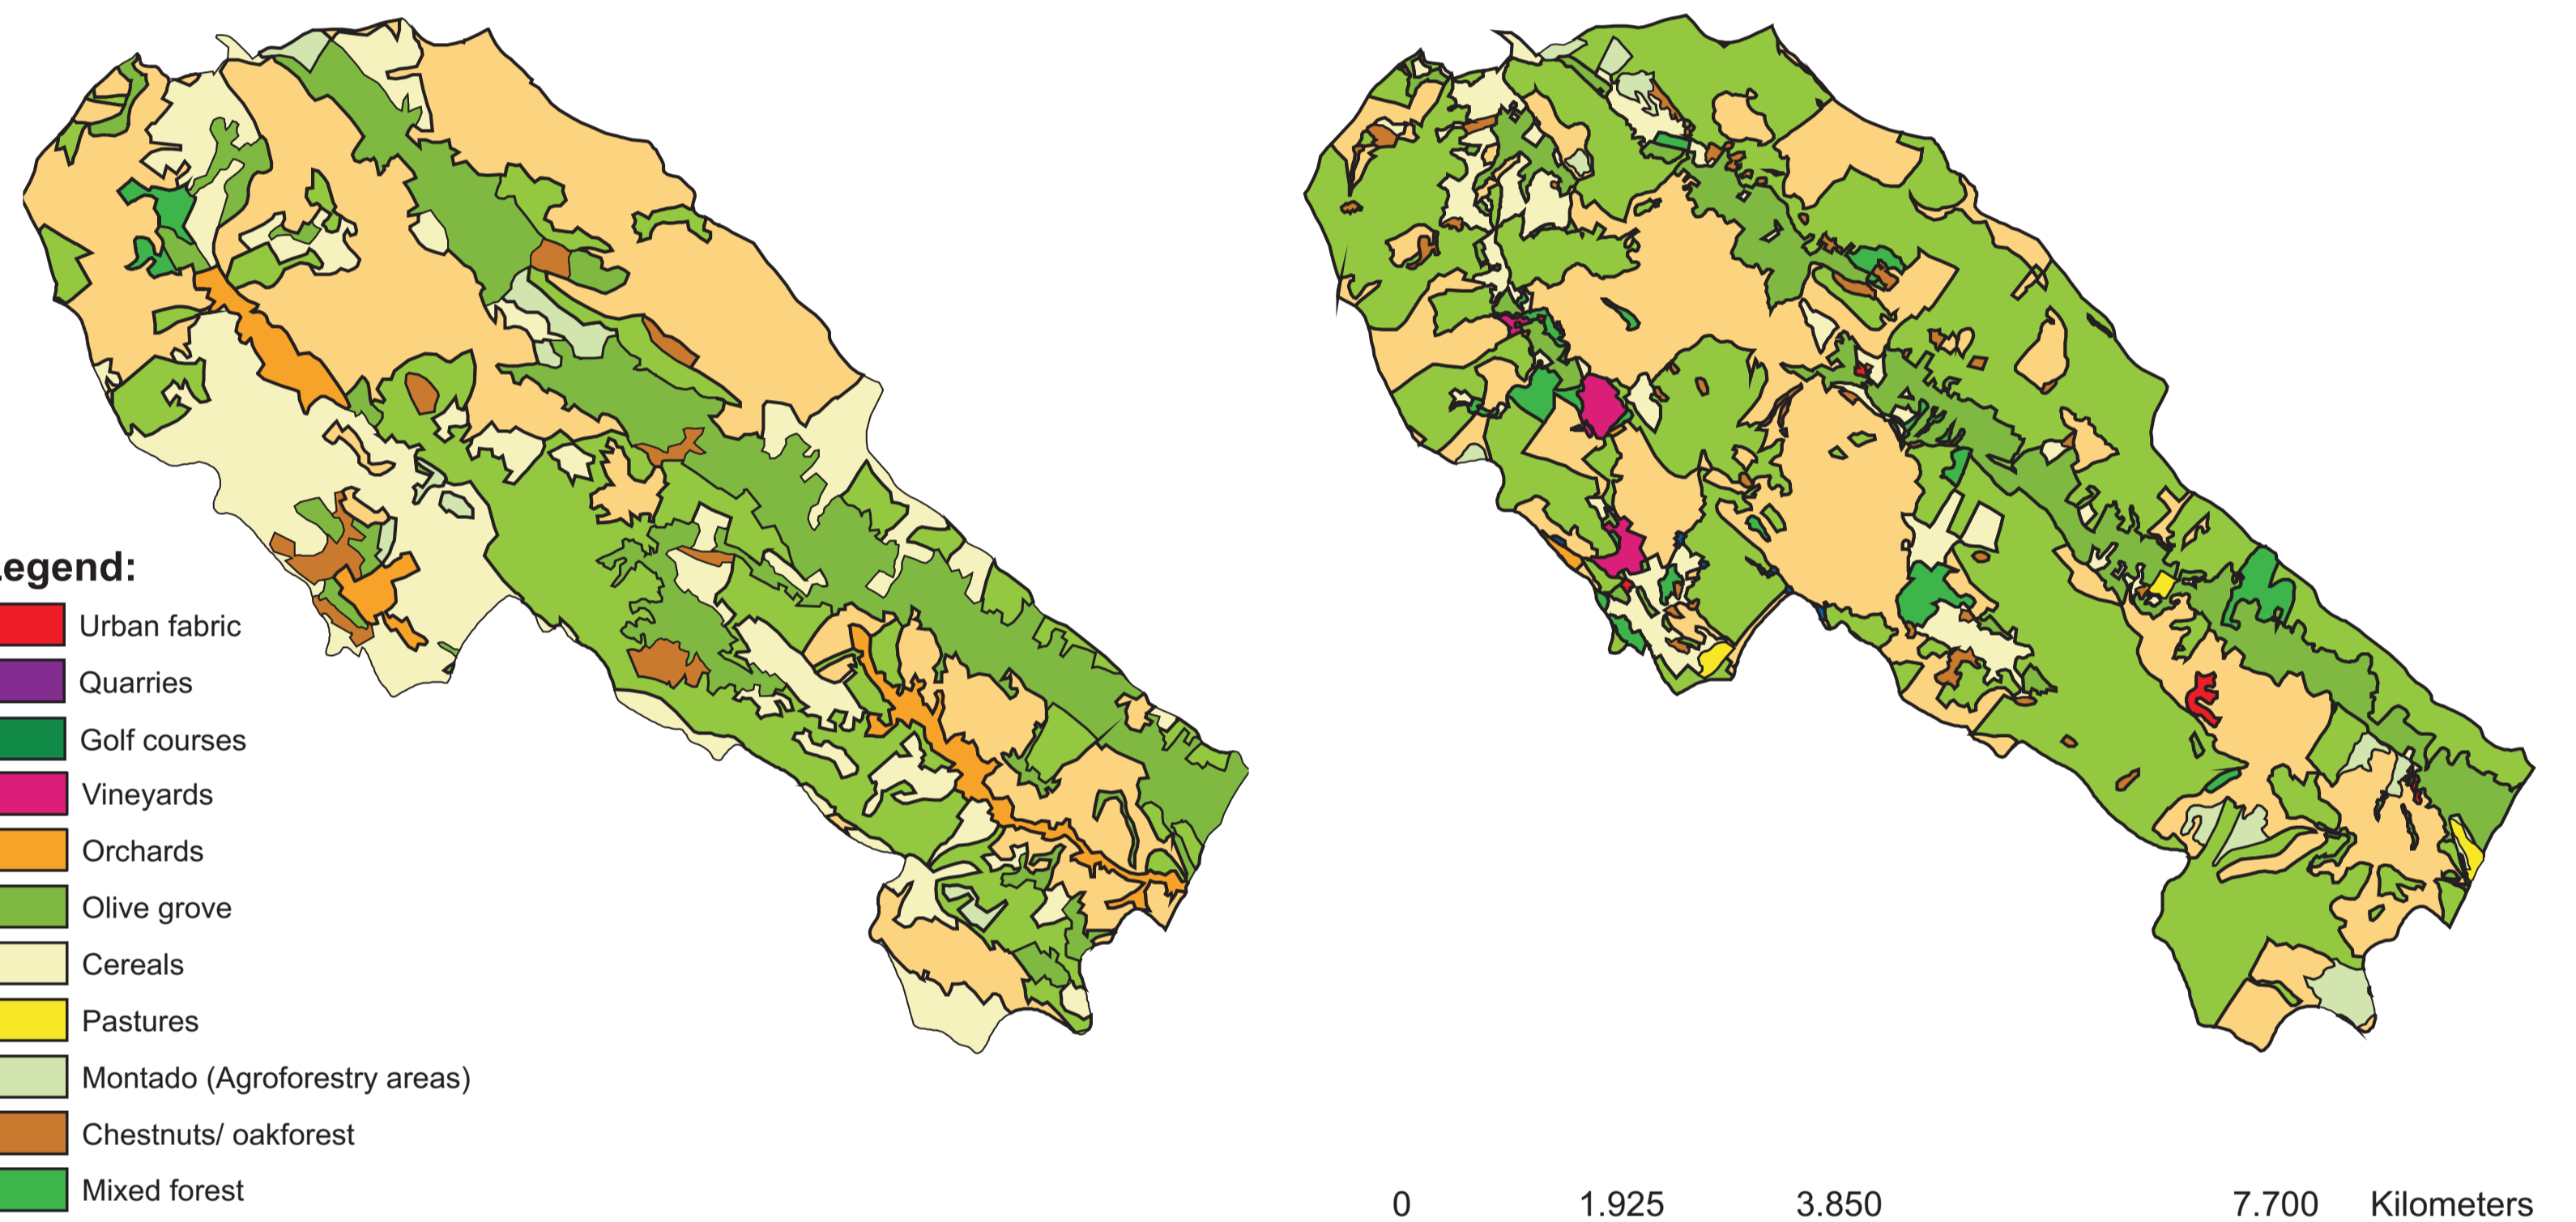 egend:
Urban fabric
Quarries
Golf courses
Vineyards
Orchards
Olive grove
Cereals
Pastures
Montado (Agroforestry areas)
Chestnuts/ oakforest
Mixed forest
0 1.925 3.850 7.700 Kilometers